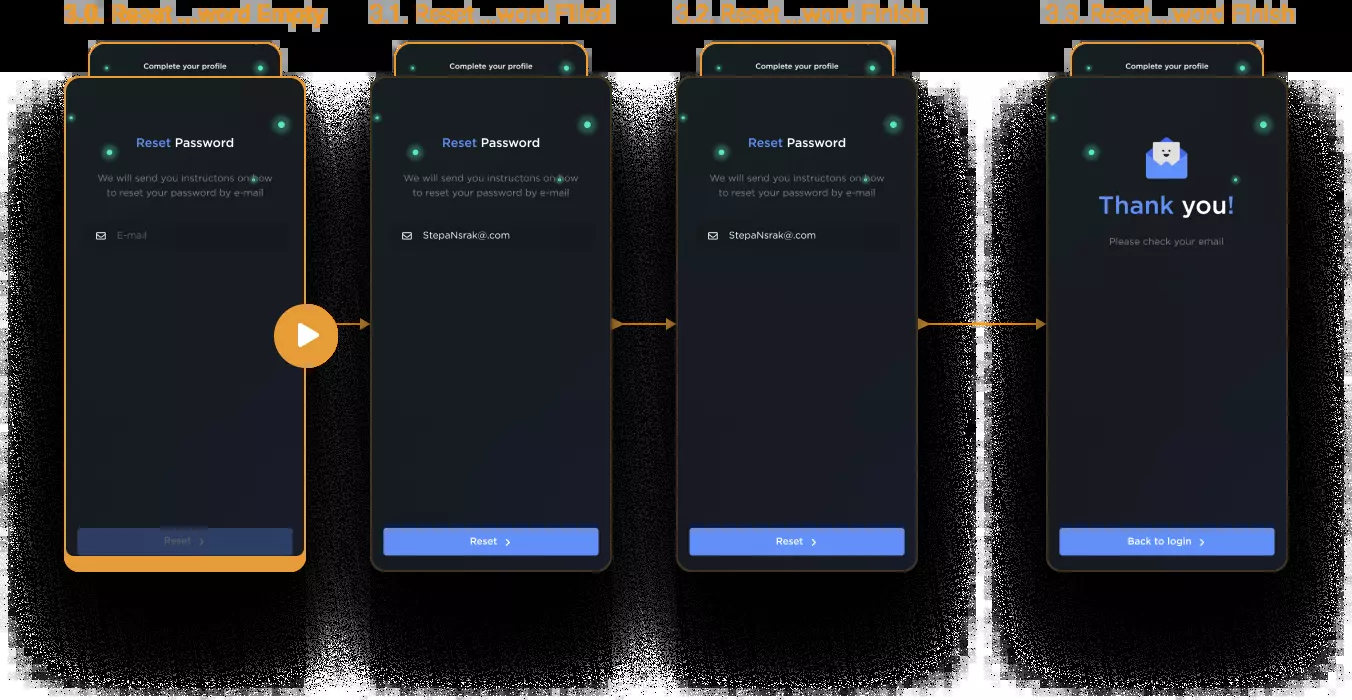 3.0. Reset ...word Empty
3.1. Reset ...word Filled
3.2. Reset ...word Finish
3.3. Reset ...word Finish
Complete your profile
Reset Password
We will send you instructons on how
to reset your password by e-mail
E-mail
Reset
Complete your profile
Reset Password
We will send you instructons on how
to reset your password by e-mail
StepaNsrak@.com
Reset
Complete your profile
Reset Password
We will send you instructons on how
to reset your password by e-mail
StepaNsrak@.com
Reset
Complete your profile
Thank you!
Please check your email
Back to login